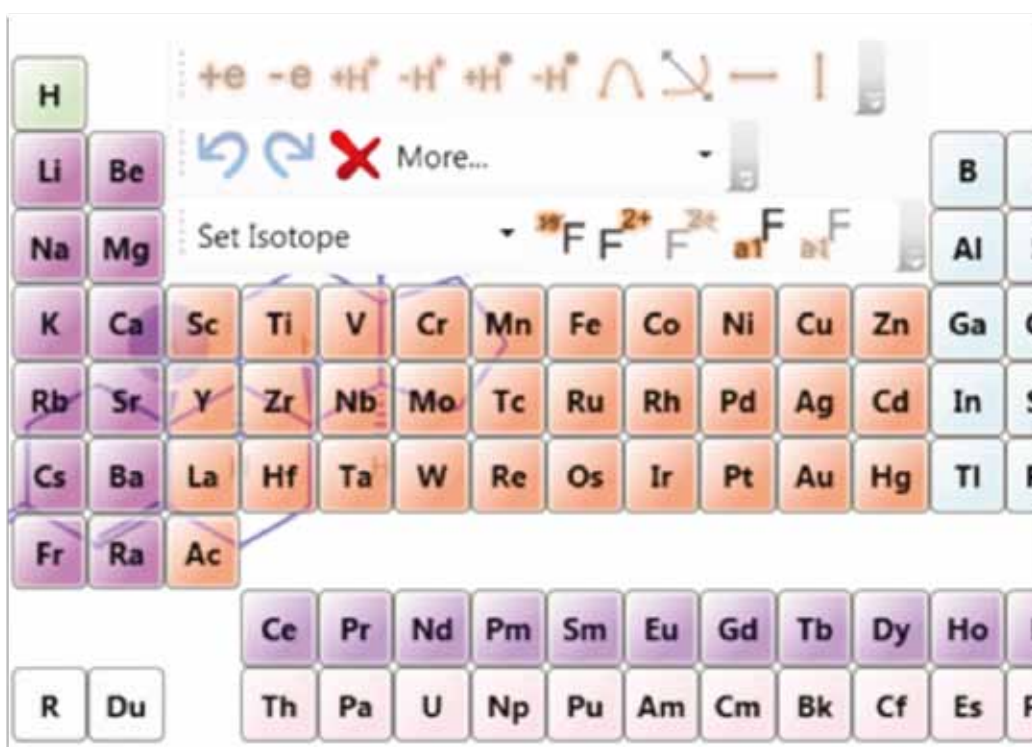 +e -e +H⁺ -H⁺ +H• -H•
H
More...
Li Be B
Set Isotope F F²⁺ F²⁺ a1F a1F
Na Mg Al
K Ca Sc Ti V Cr Mn Fe Co Ni Cu Zn Ga
Rb Sr Y Zr Nb Mo Tc Ru Rh Pd Ag Cd In
Cs Ba La Hf Ta W Re Os Ir Pt Au Hg Tl
Fr Ra Ac
Ce Pr Nd Pm Sm Eu Gd Tb Dy Ho
R Du Th Pa U Np Pu Am Cm Bk Cf Es